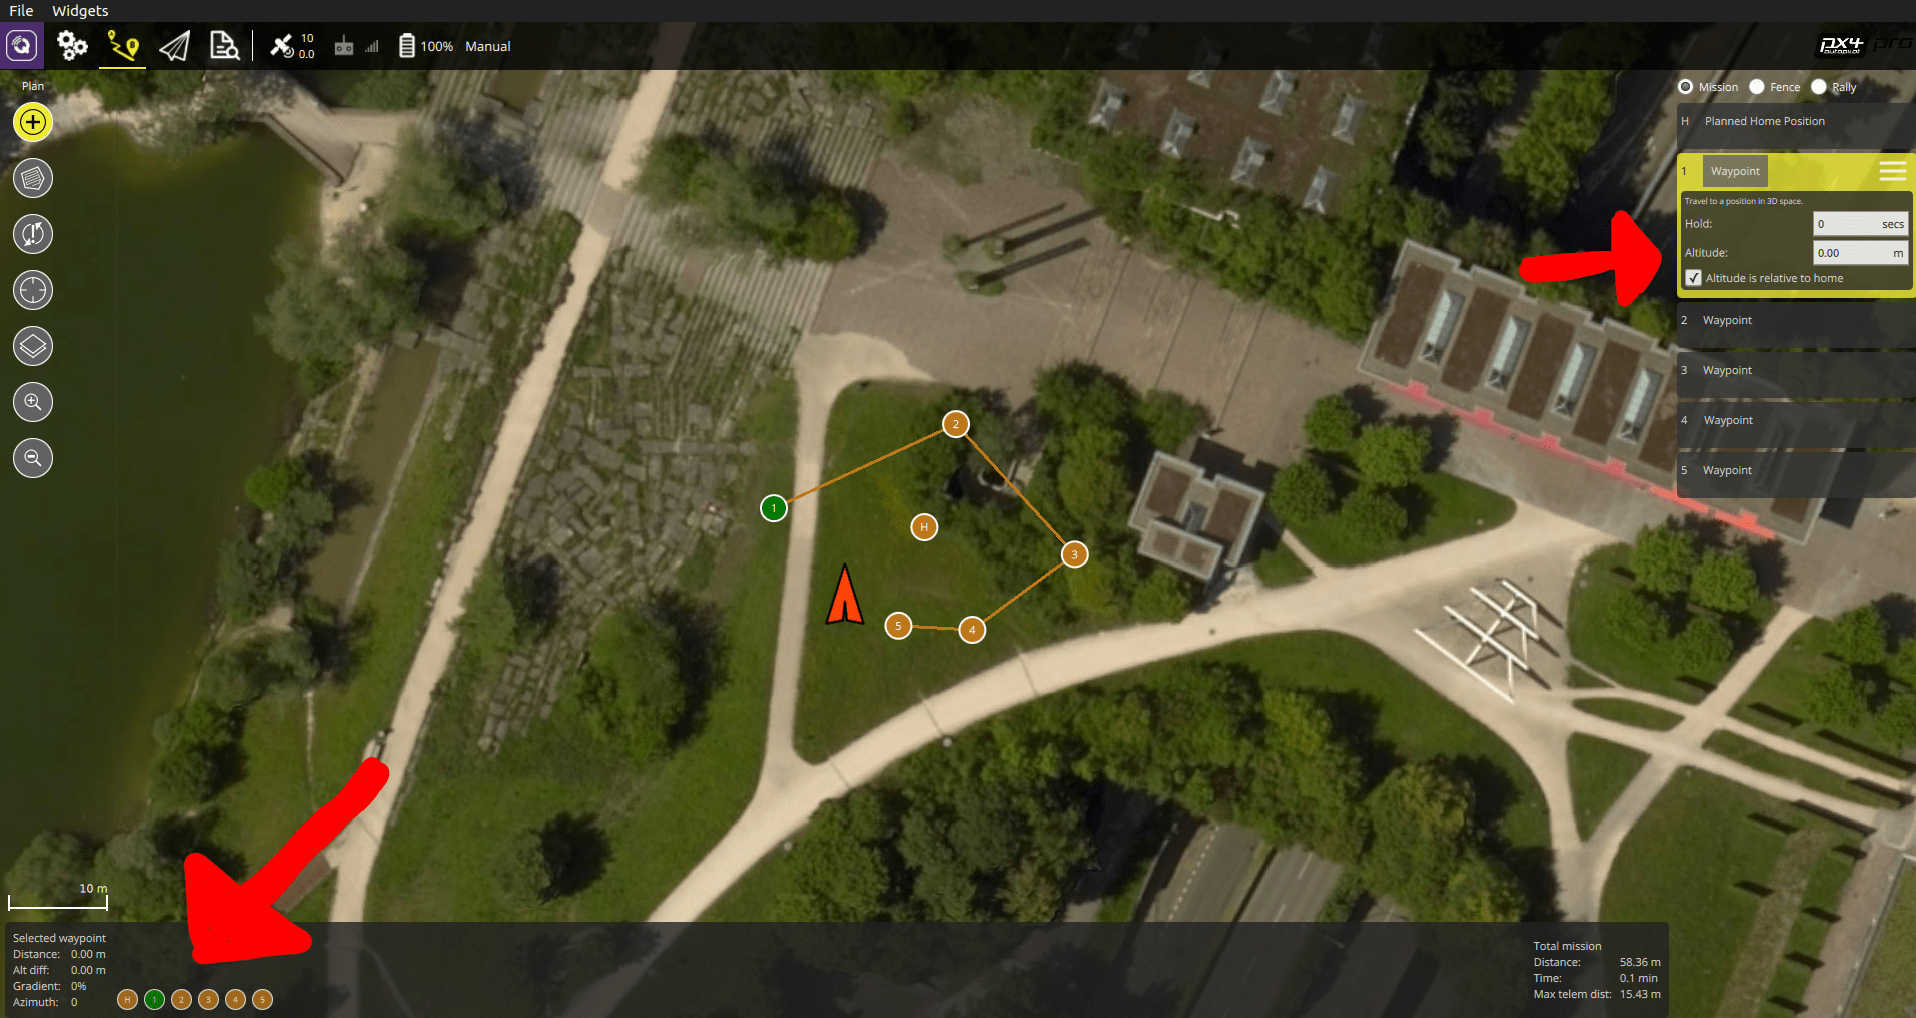 File Widgets
10
0.0
100% Manual
px4 pro
autopilot
Plan
Mission Fence Rally
H Planned Home Position
1 Waypoint
Travel to a position in 3D space.
Hold: 0 secs
Altitude: 0.00 m
Altitude is relative to home
2 Waypoint
3 Waypoint
4 Waypoint
5 Waypoint
2
1
H
3
5
4
10 m
Selected waypoint
Distance: 0.00 m
Alt diff: 0.00 m
Gradient: 0%
Azimuth: 0
H 1 2 3 4 5
Total mission
Distance: 58.36 m
Time: 0.1 min
Max telem dist: 15.43 m